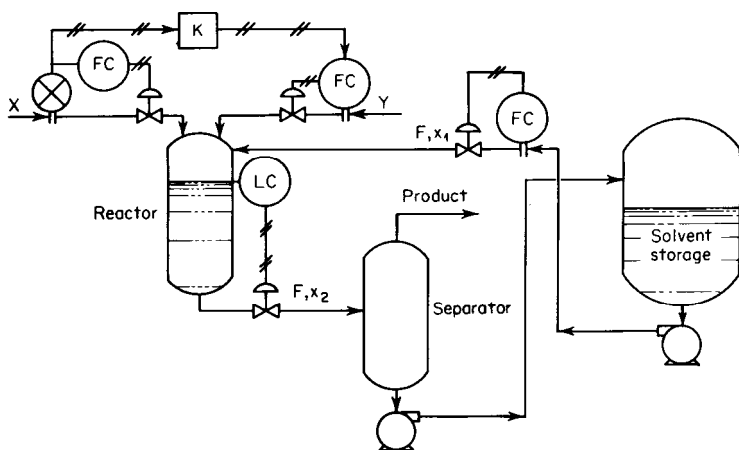 K
FC
FC
X
Y
FC
F, x₁
LC
Product
Reactor
Solvent
storage
F, x₂
Separator